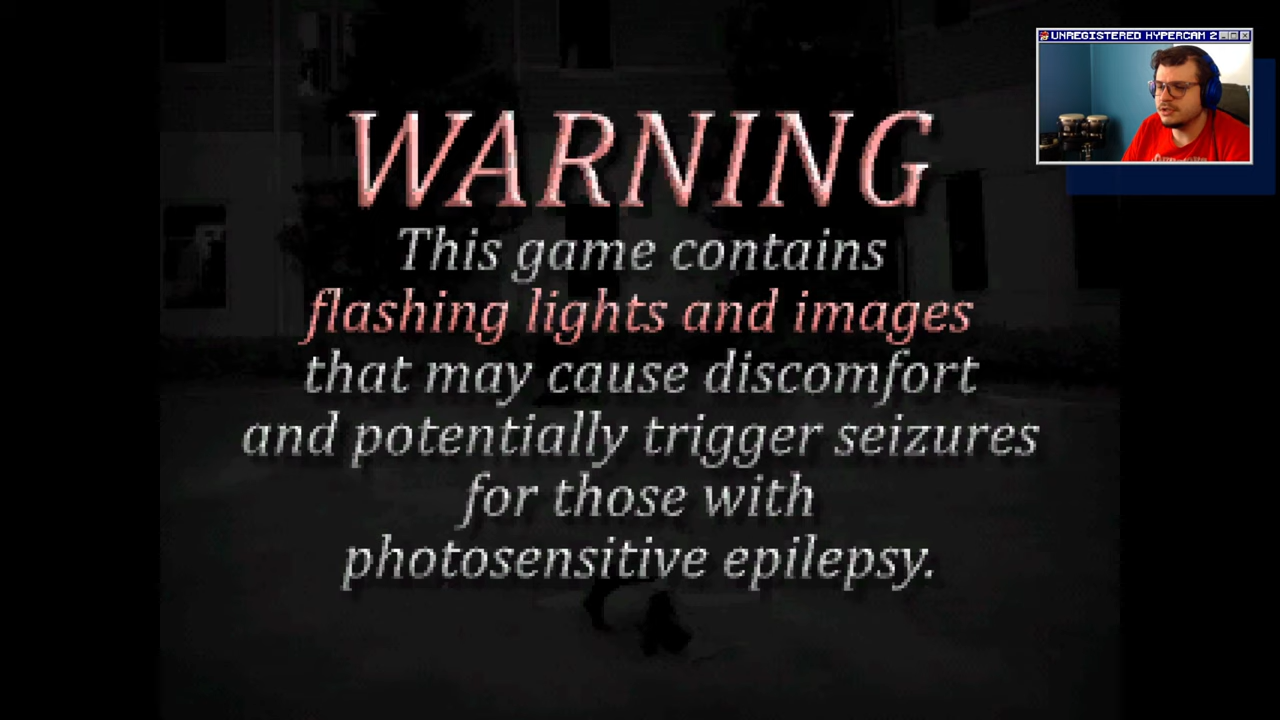 UNREGISTERED HYPERCAM 2
WARNING
This game contains
flashing lights and images
that may cause discomfort
and potentially trigger seizures
for those with
photosensitive epilepsy.